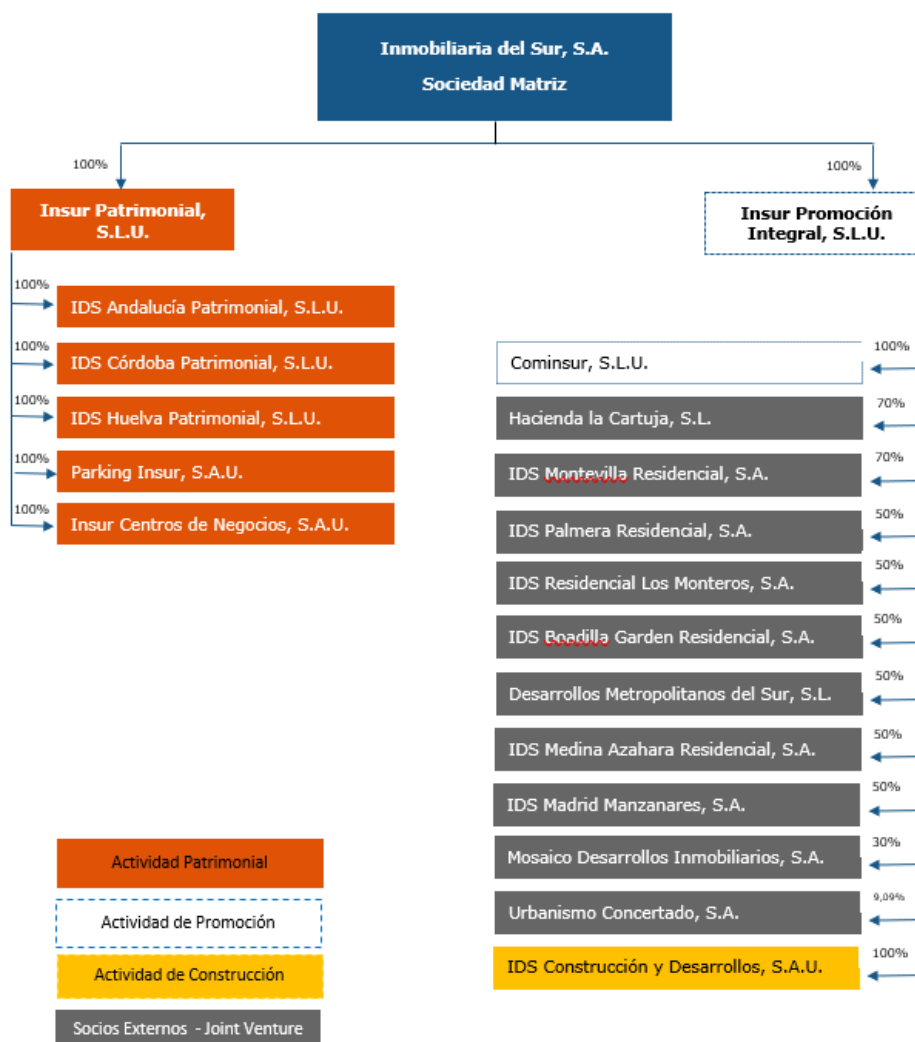 Inmobiliaria del Sur, S.A.
Sociedad Matriz
100%
100%
Insur Patrimonial,
S.L.U.
Insur Promoción
Integral, S.L.U.
100%
IDS Andalucía Patrimonial, S.L.U.
100%
IDS Córdoba Patrimonial, S.L.U.
100%
IDS Huelva Patrimonial, S.L.U.
100%
Parking Insur, S.A.U.
100%
Insur Centros de Negocios, S.A.U.
Cominsur, S.L.U.
100%
Hacienda la Cartuja, S.L.
70%
IDS Montevilla Residencial, S.A.
70%
IDS Palmera Residencial, S.A.
50%
IDS Residencial Los Monteros, S.A.
50%
IDS Boadilla Garden Residencial, S.A.
50%
Desarrollos Metropolitanos del Sur, S.L.
50%
IDS Medina Azahara Residencial, S.A.
50%
IDS Madrid Manzanares, S.A.
50%
Mosaico Desarrollos Inmobiliarios, S.A.
30%
Urbanismo Concertado, S.A.
9,09%
IDS Construcción y Desarrollos, S.A.U.
100%
Actividad Patrimonial
Actividad de Promoción
Actividad de Construcción
Socios Externos - Joint Venture